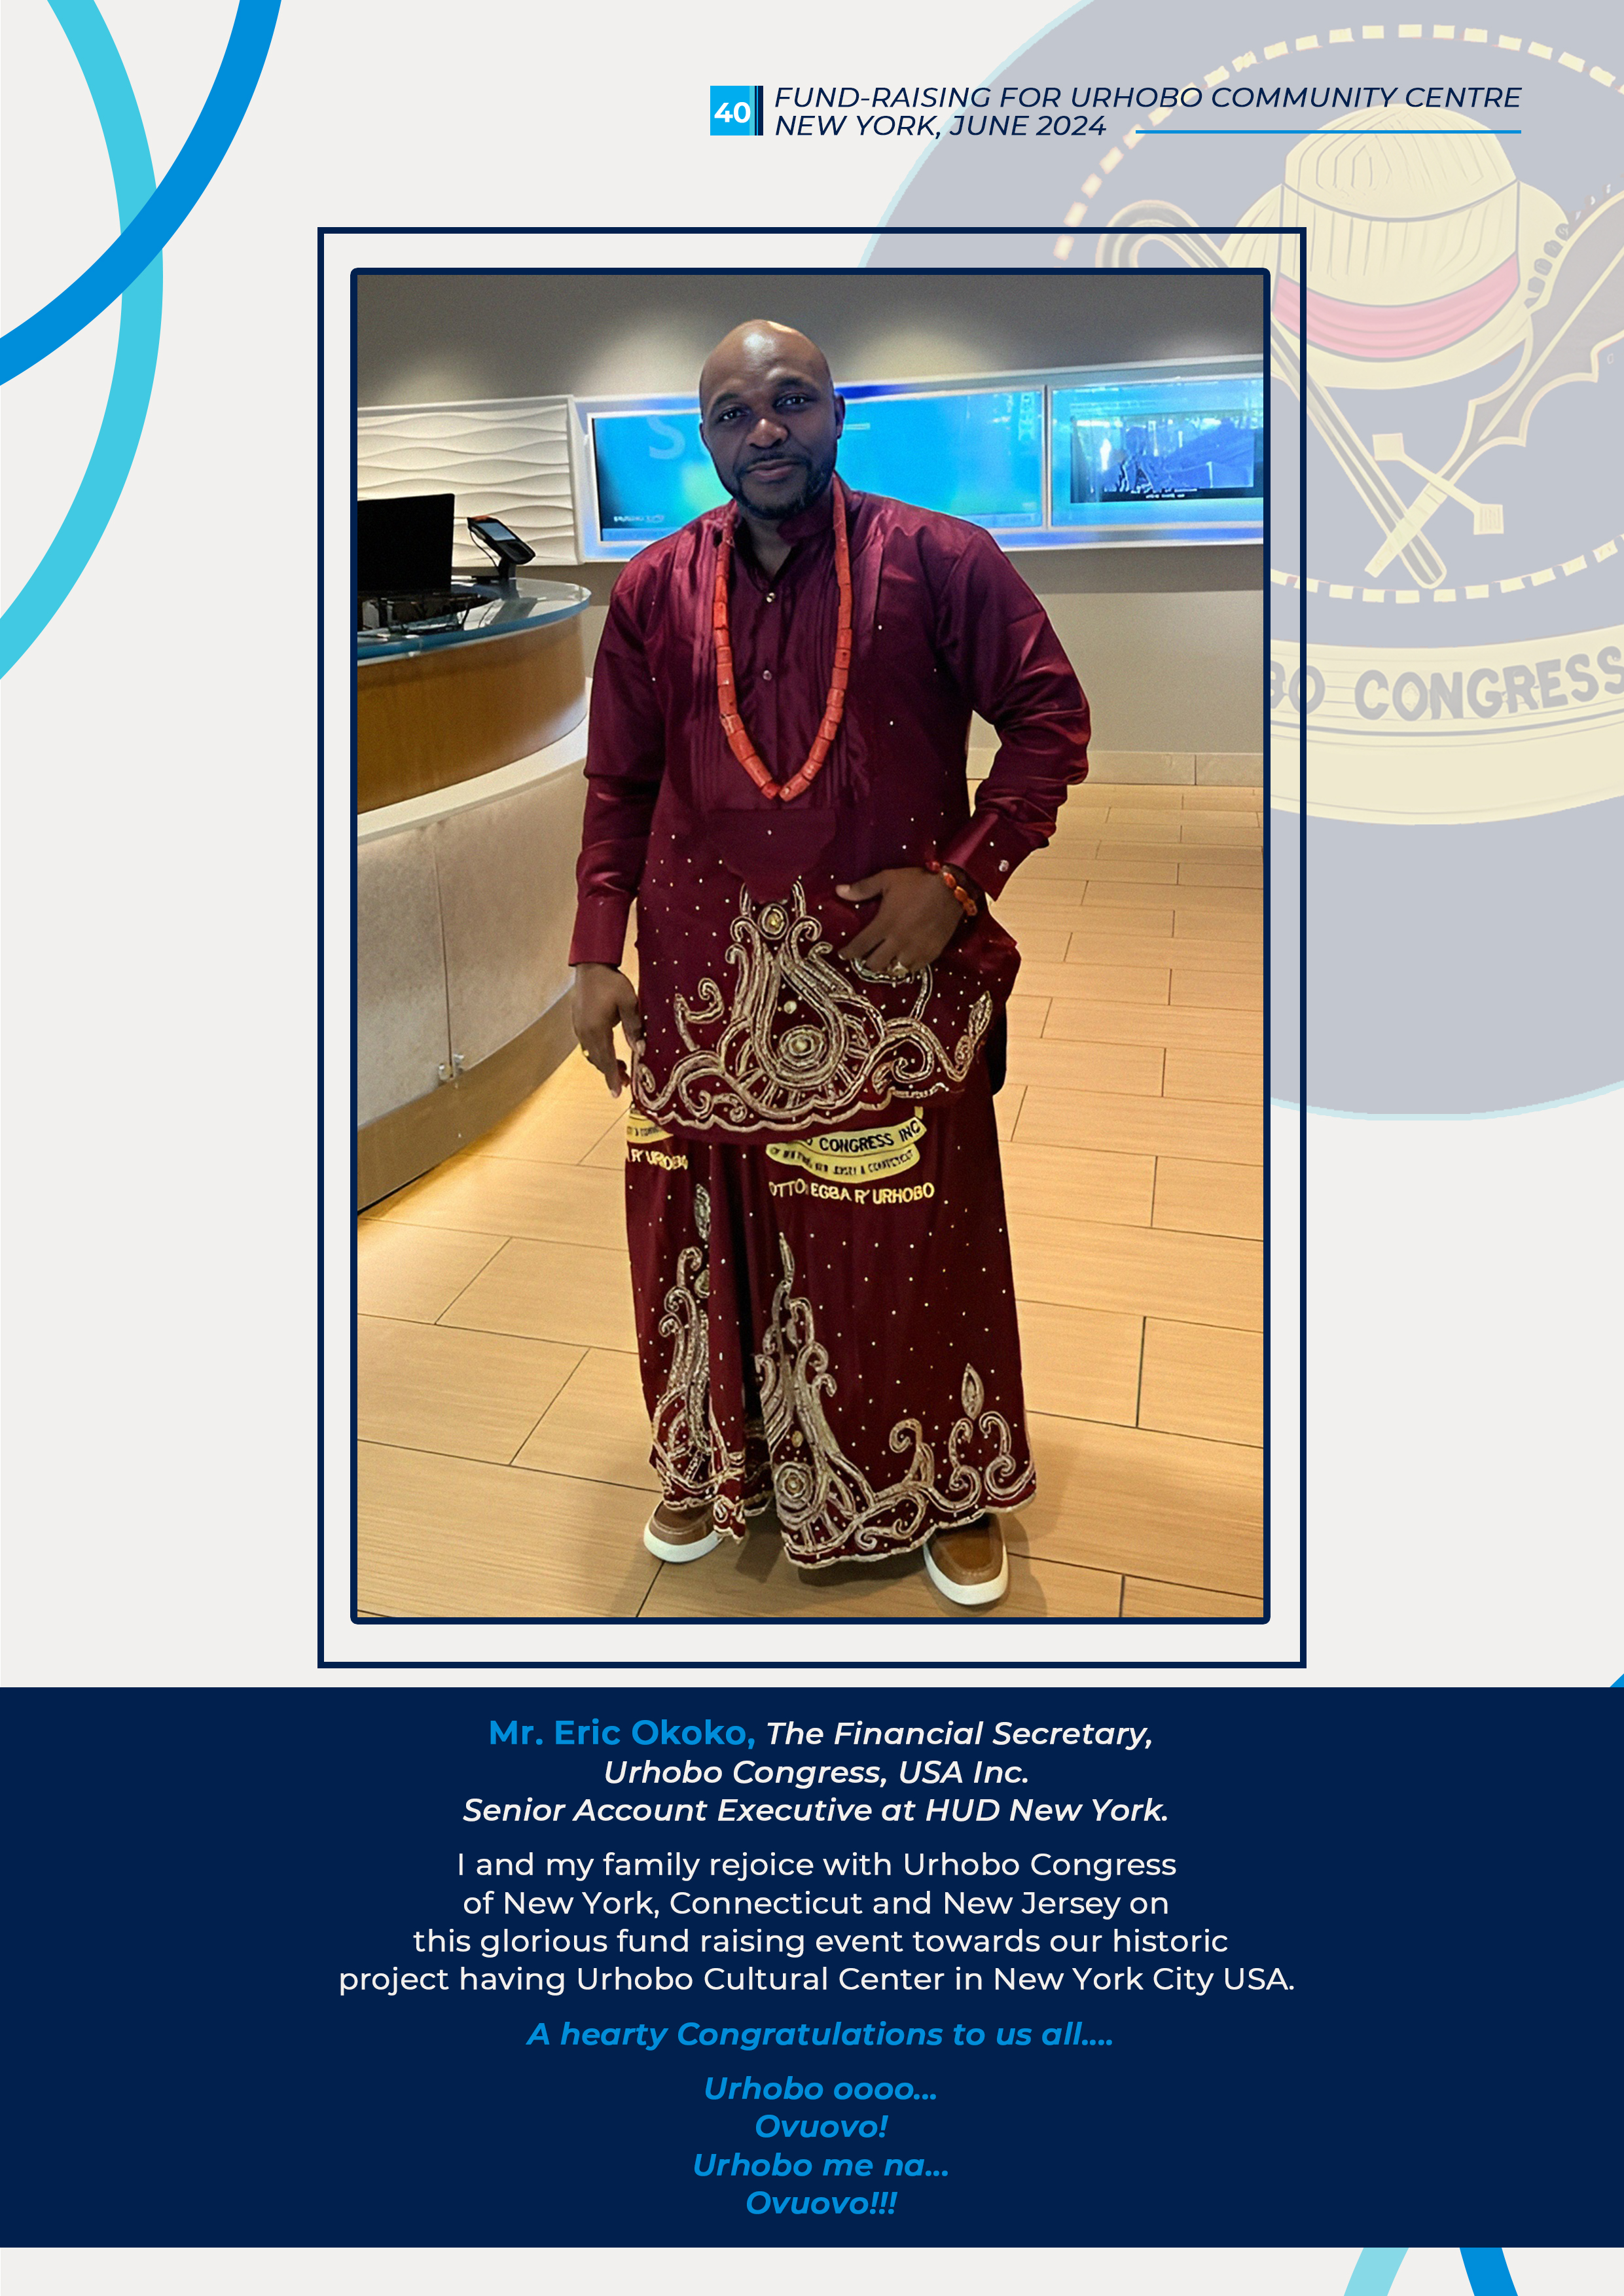 40
FUND-RAISING FOR URHOBO COMMUNITY CENTRE
NEW YORK, JUNE 2024
CONGRESS
CONGRESS INC
OTTO EGBA R' URHOBO
Mr. Eric Okoko, The Financial Secretary,
Urhobo Congress, USA Inc.
Senior Account Executive at HUD New York.
I and my family rejoice with Urhobo Congress
of New York, Connecticut and New Jersey on
this glorious fund raising event towards our historic
project having Urhobo Cultural Center in New York City USA.
A hearty Congratulations to us all....
Urhobo oooo...
Ovuovo!
Urhobo me na...
Ovuovo!!!